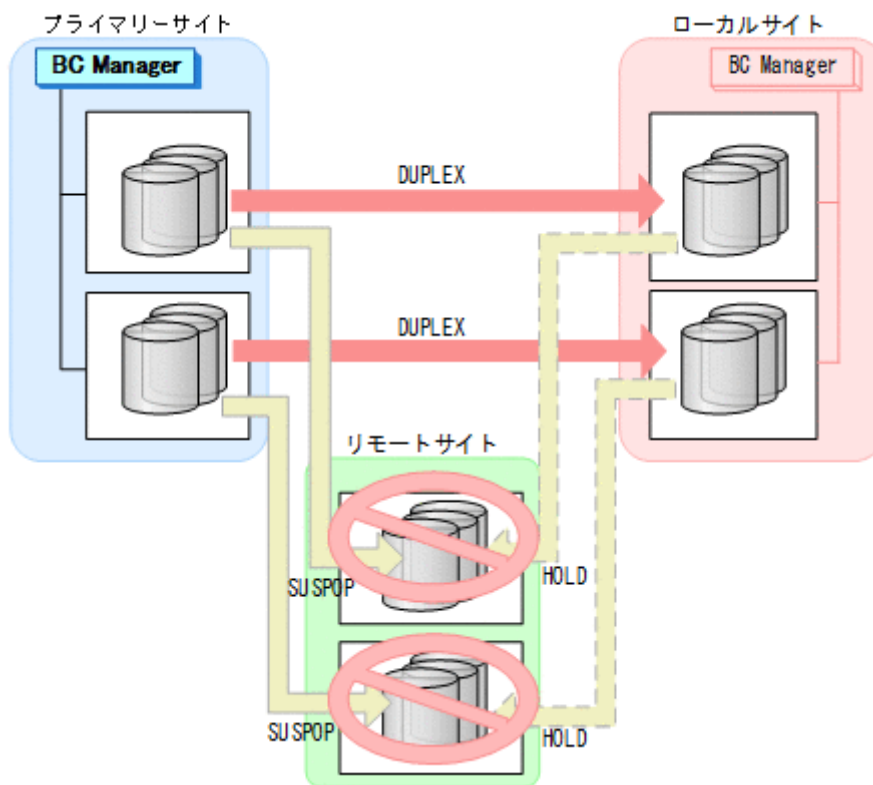 プライマリーサイト
ローカルサイト
BC Manager
BC Manager
DUPLEX
DUPLEX
リモートサイト
SUSPOP
HOLD
SUSPOP
HOLD